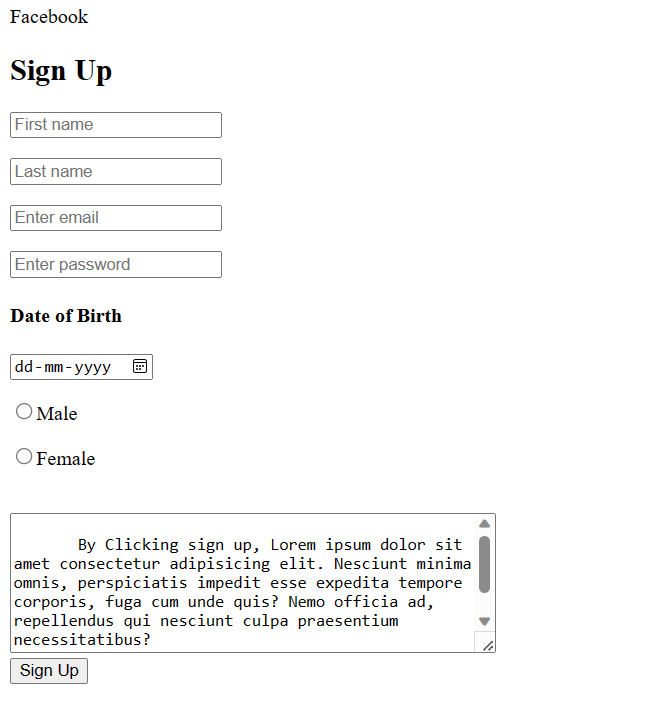 Facebook
Sign Up
First name
Last name
Enter email
Enter password
Date of Birth
dd-mm-yyyy
Male
Female
By Clicking sign up, Lorem ipsum dolor sit
amet consectetur adipisicing elit. Nesciunt minima
omnis, perspiciatis impedit esse expedita tempore
corporis, fuga cum unde quis? Nemo officia ad,
repellendus qui nesciunt culpa praesentium
necessitatibus?
Sign Up